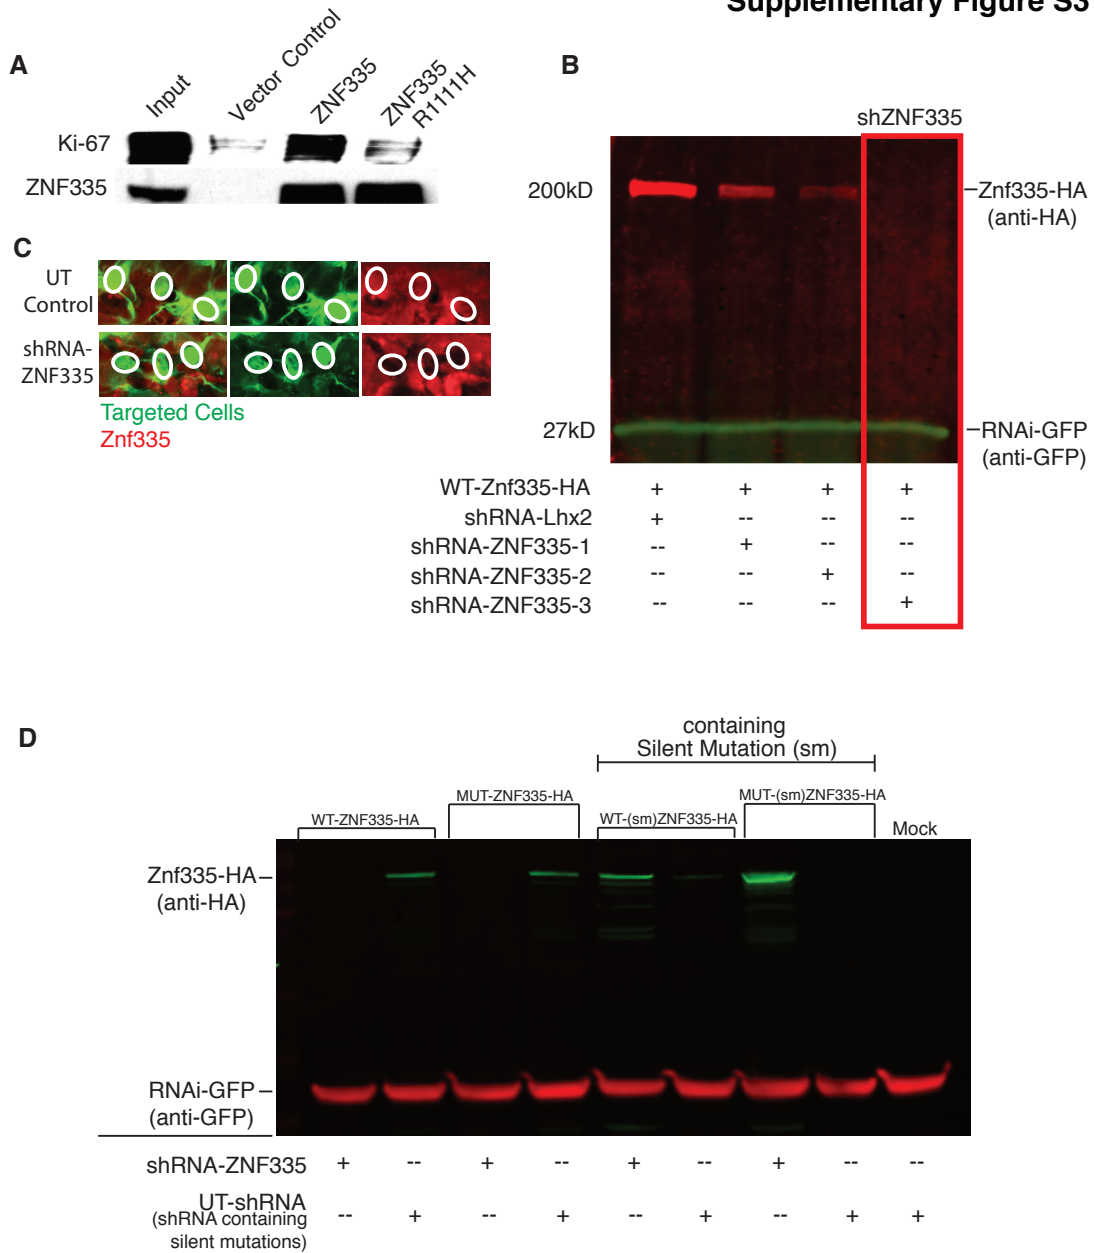 Supplementary Figure S3
A
Input
Vector Control
ZNF335
ZNF335
R1111H
Ki-67
ZNF335
B
shZNF335
200kD
Znf335-HA
(anti-HA)
27kD
RNAi-GFP
(anti-GFP)
WT-Znf335-HA + + + +
shRNA-Lhx2 + -- -- --
shRNA-ZNF335-1 -- + -- --
shRNA-ZNF335-2 -- -- + --
shRNA-ZNF335-3 -- -- -- +
C
UT
Control
shRNA-
ZNF335
Targeted Cells
Znf335
D
containing
Silent Mutation (sm)
WT-ZNF335-HA
MUT-ZNF335-HA
WT-(sm)ZNF335-HA
MUT-(sm)ZNF335-HA
Mock
Znf335-HA
(anti-HA)
RNAi-GFP
(anti-GFP)
shRNA-ZNF335 + -- + -- + -- + -- --
UT-shRNA
(shRNA containing
silent mutations)
-- + -- + -- + -- + +